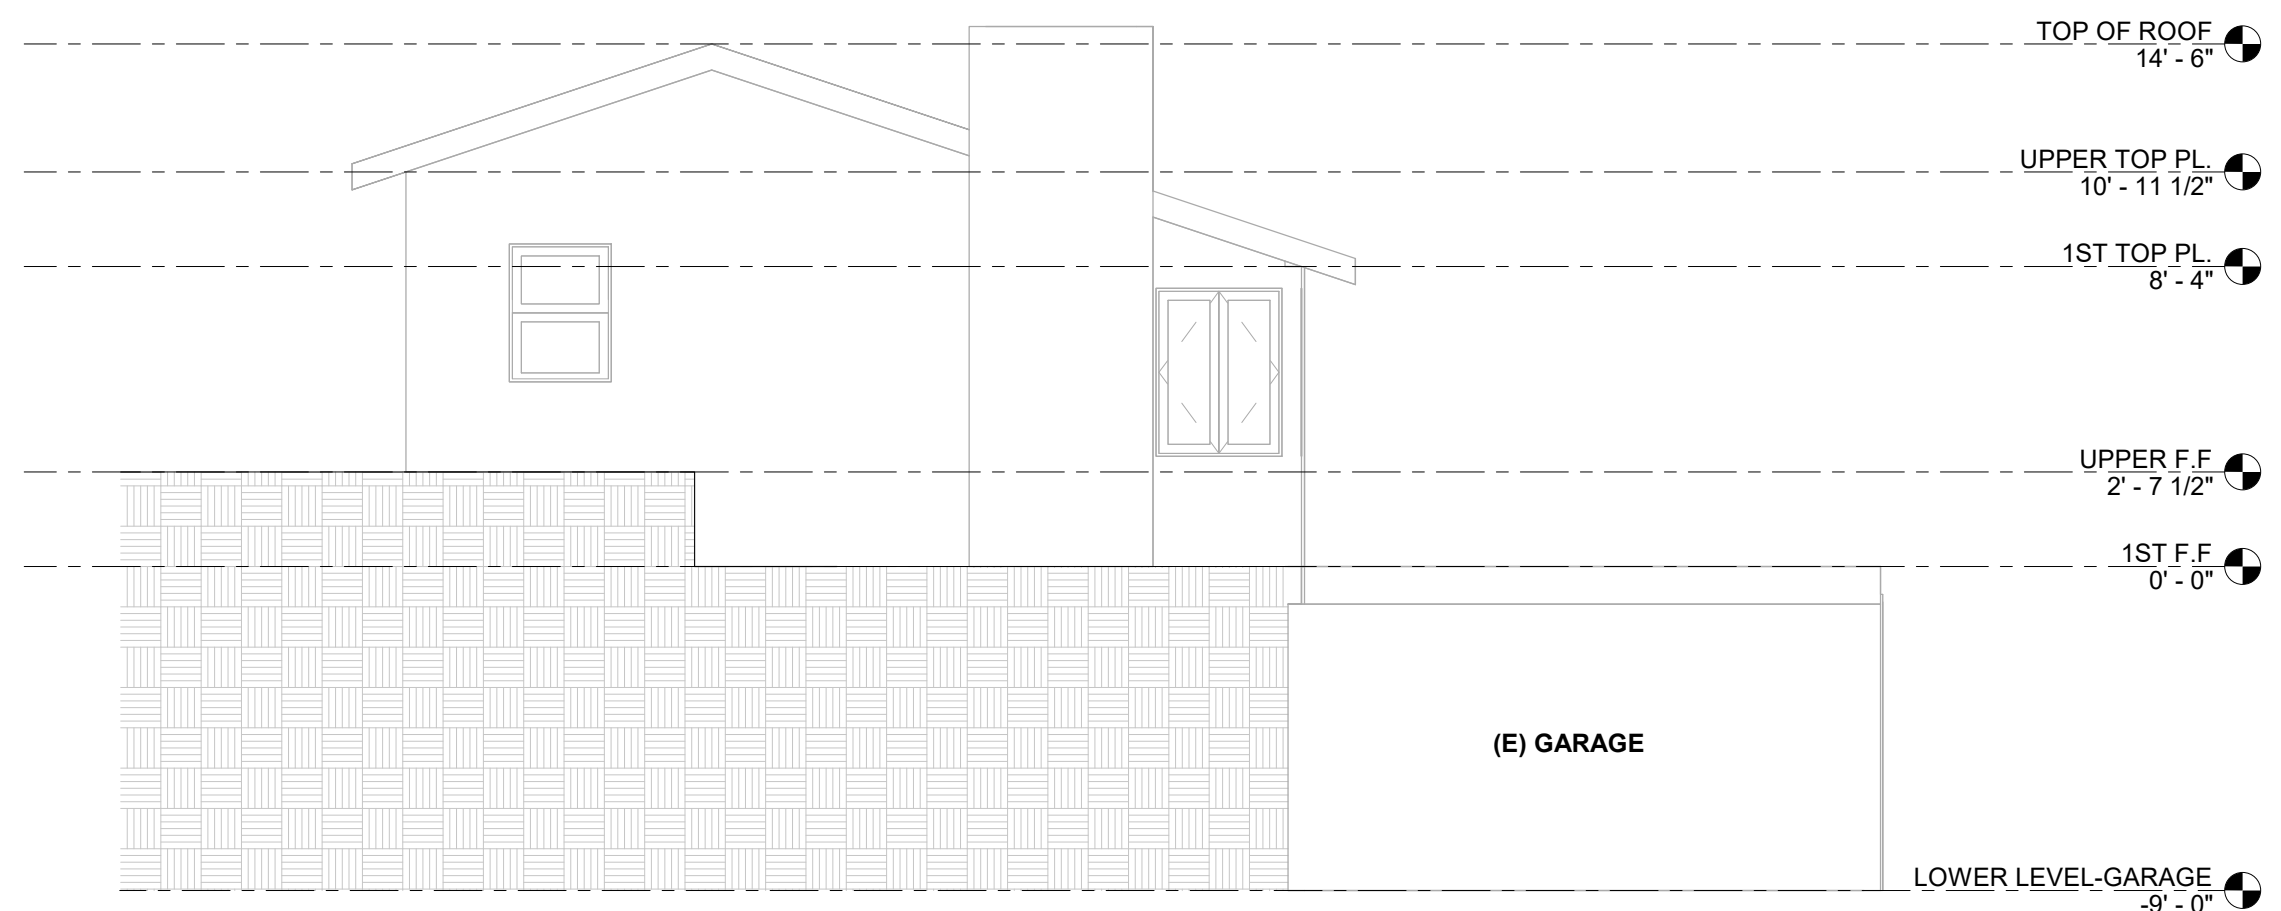 TOP OF ROOF
14' - 6"
UPPER TOP PL.
10' - 11 1/2"
1ST TOP PL.
8' - 4"
UPPER F.F
2' - 7 1/2"
1ST F.F
0' - 0"
(E) GARAGE
LOWER LEVEL-GARAGE
-9' - 0"